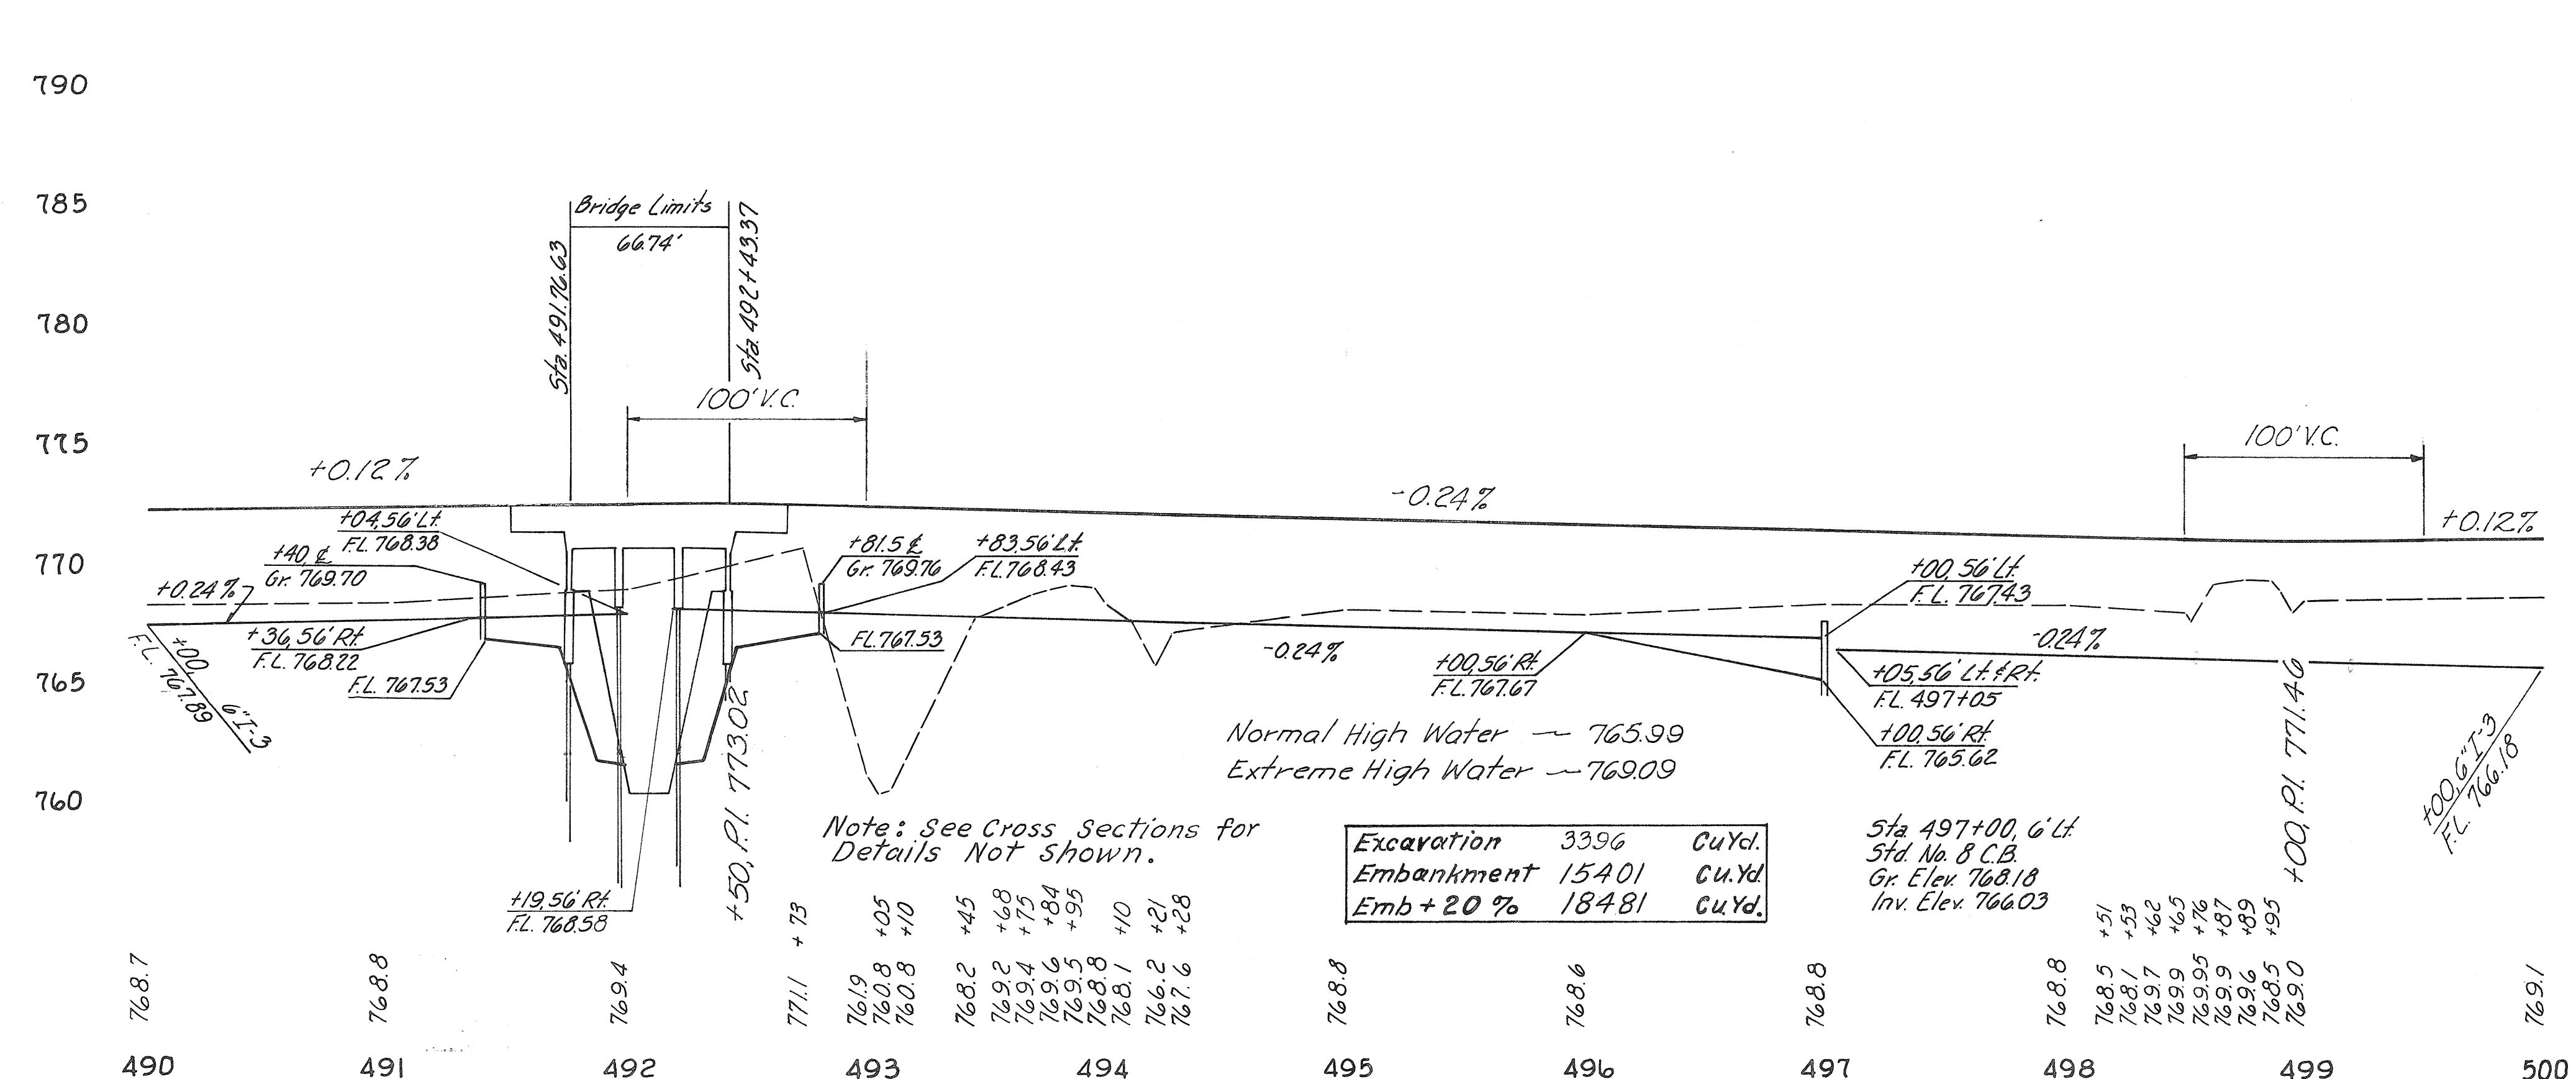 790
785
780
775
770
765
760
Bridge Limits
66.74'
Sta. 491.76.63
Sta. 492+43.37
100' V.C.
+0.12%
-0.24%
100' V.C.
+0.12%
+04,56' Lt.
F.L. 768.38
+40, ℄
Gr. 769.70
+0.24%
+36,56' Rt.
F.L. 768.22
F.L. 767.53
+00,
F.L. 767.89
6" I-3
+81.5 ℄
Gr. 769.76
+83,56' Lt.
F.L. 768.43
F.L. 767.53
-0.24%
+00,56' Rt.
F.L. 767.67
+00,56' Lt.
F.L. 767.43
-0.24%
+05,56' Lt. & Rt.
F.L. 497+05
+00,56' Rt.
F.L. 765.62
+50, P.I. 773.02
+00, P.I. 771.46
+00, 6" I-3
F.L. 766.18
Normal High Water — 765.99
Extreme High Water — 769.09
Note: See Cross Sections for
Details Not Shown.
+19,56' Rt.
F.L. 768.58
Excavation 3396 Cu Yd.
Embankment 15401 Cu. Yd.
Emb + 20 % 18481 Cu. Yd.
Sta. 497+00, 6' Lt.
Std. No. 8 C.B.
Gr. Elev. 768.18
Inv. Elev. 766.03
768.7
768.8
769.4
771.1 +73
761.9
760.8 +05
760.8 +10
768.2 +45
769.2 +68
769.4 +75
769.6 +84
769.5 +95
768.8
768.1 +10
766.2 +21
767.6 +28
768.8
768.6
768.8
768.8
768.5 +51
768.1 +53
769.7 +62
769.9 +65
769.95 +76
769.9 +87
769.6 +89
768.5 +95
769.0
769.1
490 491 492 493 494 495 496 497 498 499 500